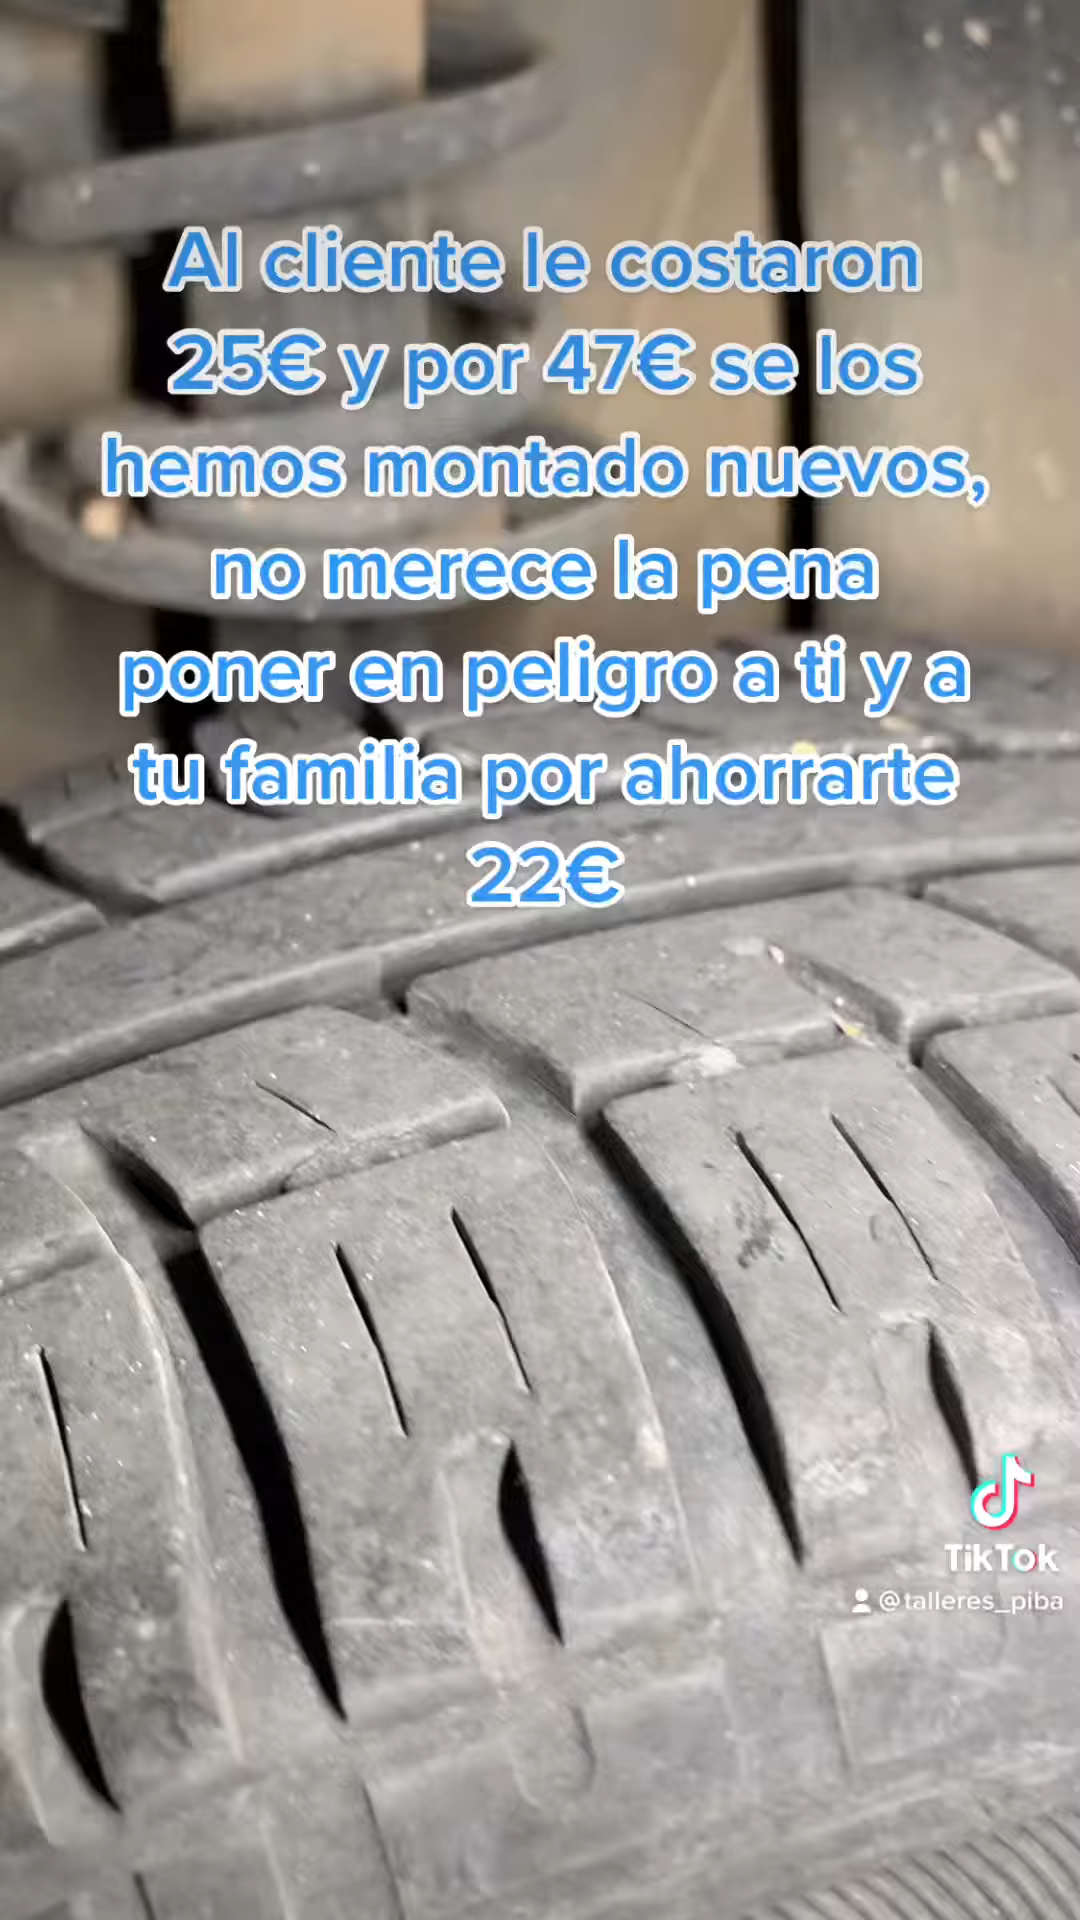 Al cliente le costaron
25€ y por 47€ se los
hemos montado nuevos,
no merece la pena
poner en peligro a ti y a
tu familia por ahorrarte
22€
TikTok
@talleres_piba